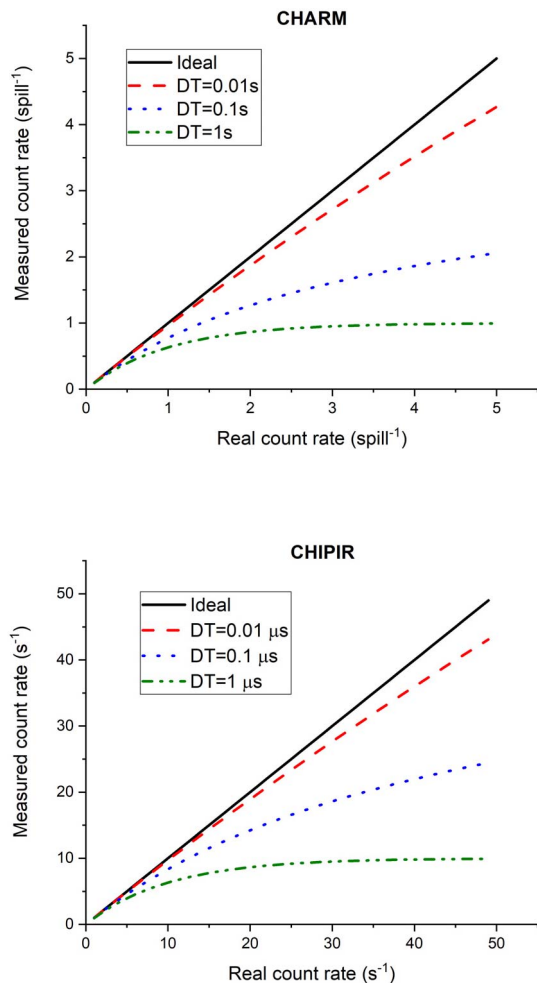 CHARM
Ideal
DT=0.01s
DT=0.1s
DT=1s
Measured count rate (spill⁻¹)
5
4
3
2
1
0
0 1 2 3 4 5
Real count rate (spill⁻¹)
CHIPIR
Ideal
DT=0.01 μs
DT=0.1 μs
DT=1 μs
Measured count rate (s⁻¹)
50
40
30
20
10
0
0 10 20 30 40 50
Real count rate (s⁻¹)